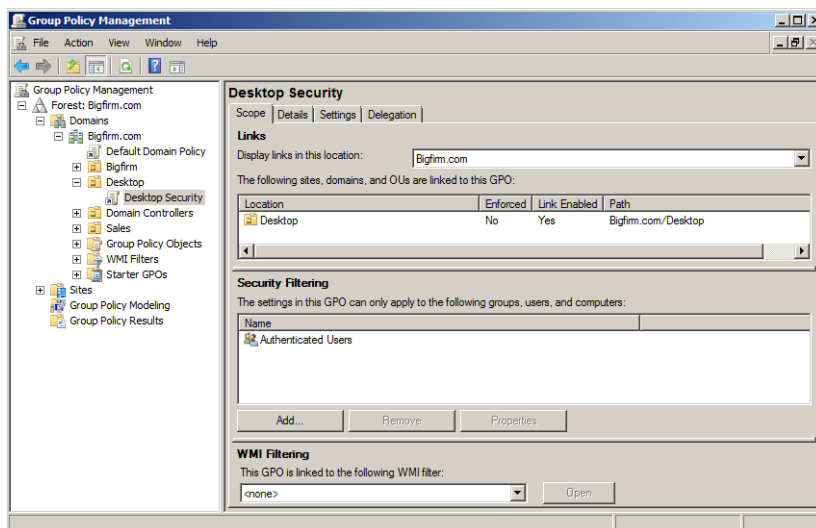 Group Policy Management
File Action View Window Help
Group Policy Management
Forest: Bigfirm.com
Domains
Bigfirm.com
Default Domain Policy
Bigfirm
Desktop
Desktop Security
Domain Controllers
Sales
Group Policy Objects
WMI Filters
Starter GPOs
Sites
Group Policy Modeling
Group Policy Results
Desktop Security
Scope Details Settings Delegation
Links
Display links in this location: Bigfirm.com
The following sites, domains, and OUs are linked to this GPO:
Location Enforced Link Enabled Path
Desktop No Yes Bigfirm.com/Desktop
Security Filtering
The settings in this GPO can only apply to the following groups, users, and computers:
Name
Authenticated Users
Add... Remove Properties
WMI Filtering
This GPO is linked to the following WMI filter:
<none> Open